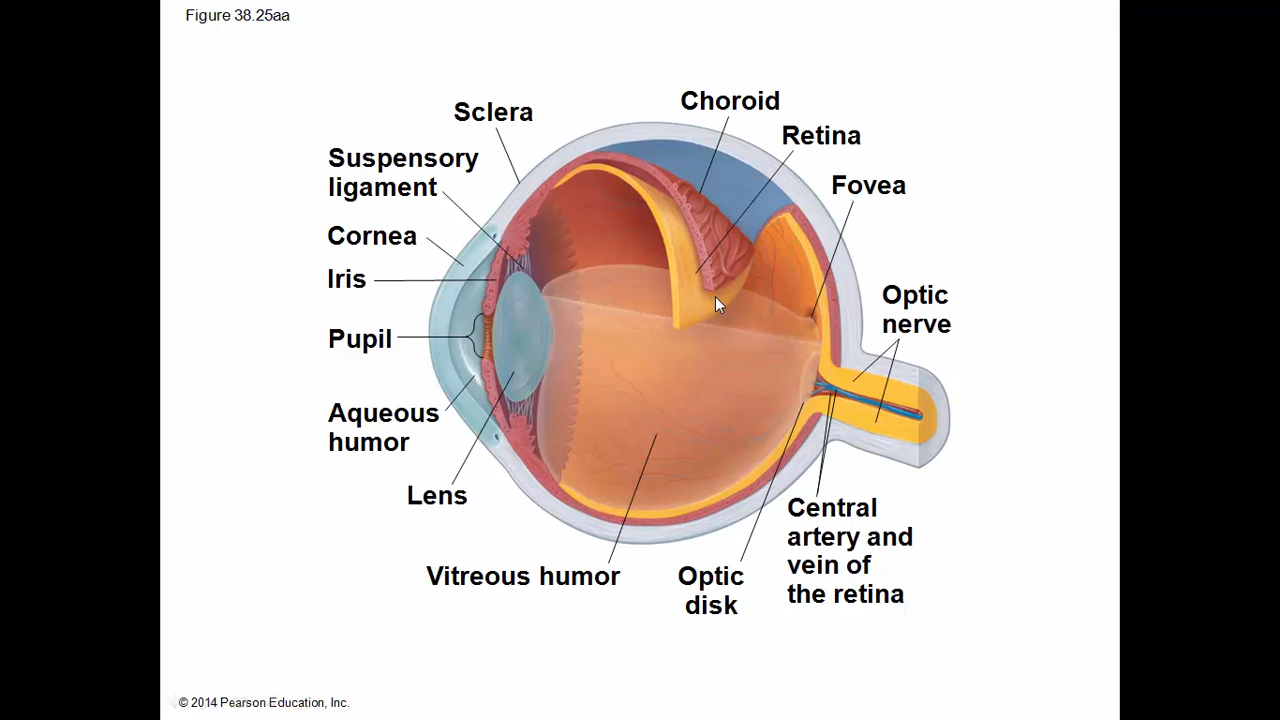 Figure 38.25aa
Choroid
Sclera
Retina
Suspensory
ligament
Fovea
Cornea
Iris
Optic
nerve
Pupil
Aqueous
humor
Lens
Central
artery and
vein of
the retina
Vitreous humor
Optic
disk
© 2014 Pearson Education, Inc.